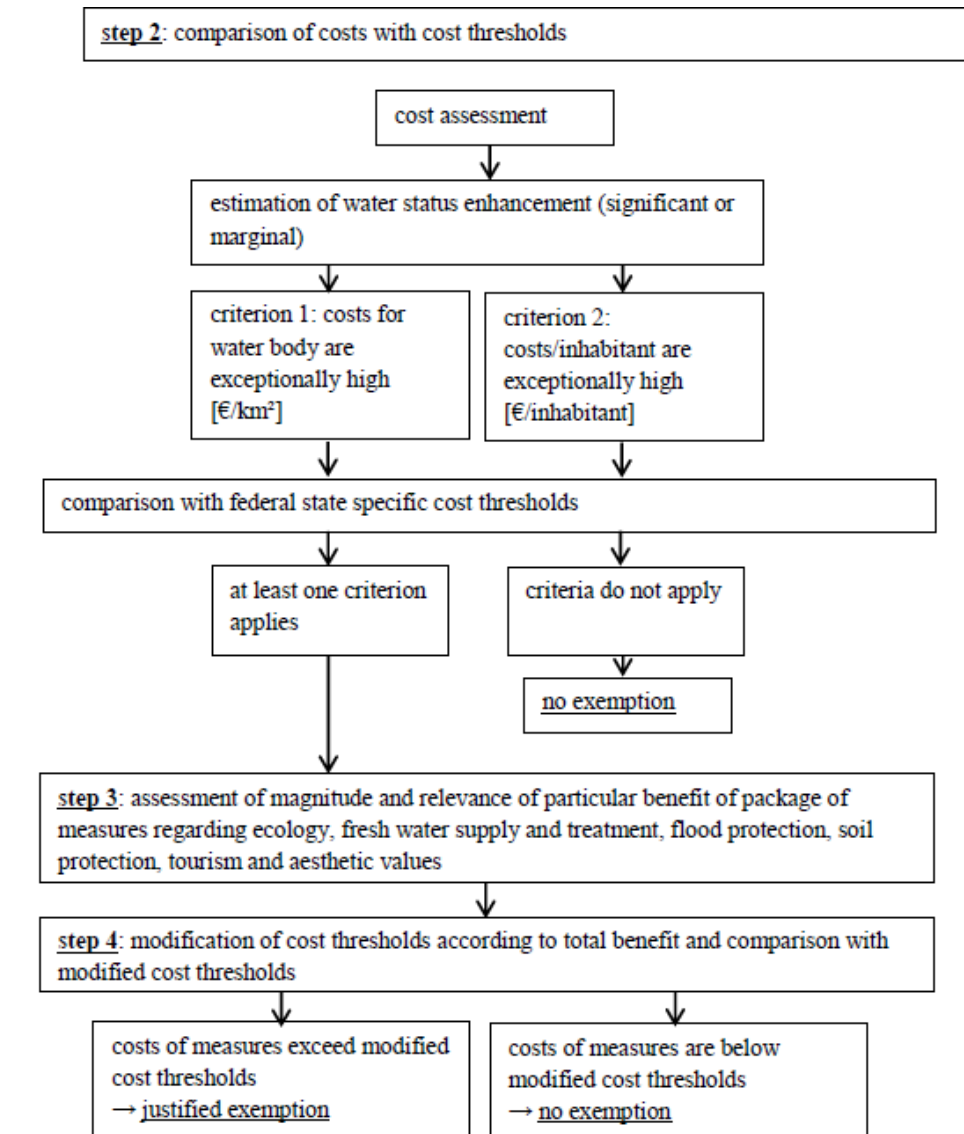 step 2: comparison of costs with cost thresholds
cost assessment
estimation of water status enhancement (significant or
marginal)
criterion 1: costs for
water body are
exceptionally high
[€/km²]
criterion 2:
costs/inhabitant are
exceptionally high
[€/inhabitant]
comparison with federal state specific cost thresholds
at least one criterion
applies
criteria do not apply
no exemption
step 3: assessment of magnitude and relevance of particular benefit of package of
measures regarding ecology, fresh water supply and treatment, flood protection, soil
protection, tourism and aesthetic values
step 4: modification of cost thresholds according to total benefit and comparison with
modified cost thresholds
costs of measures exceed modified
cost thresholds
→ justified exemption
costs of measures are below
modified cost thresholds
→ no exemption